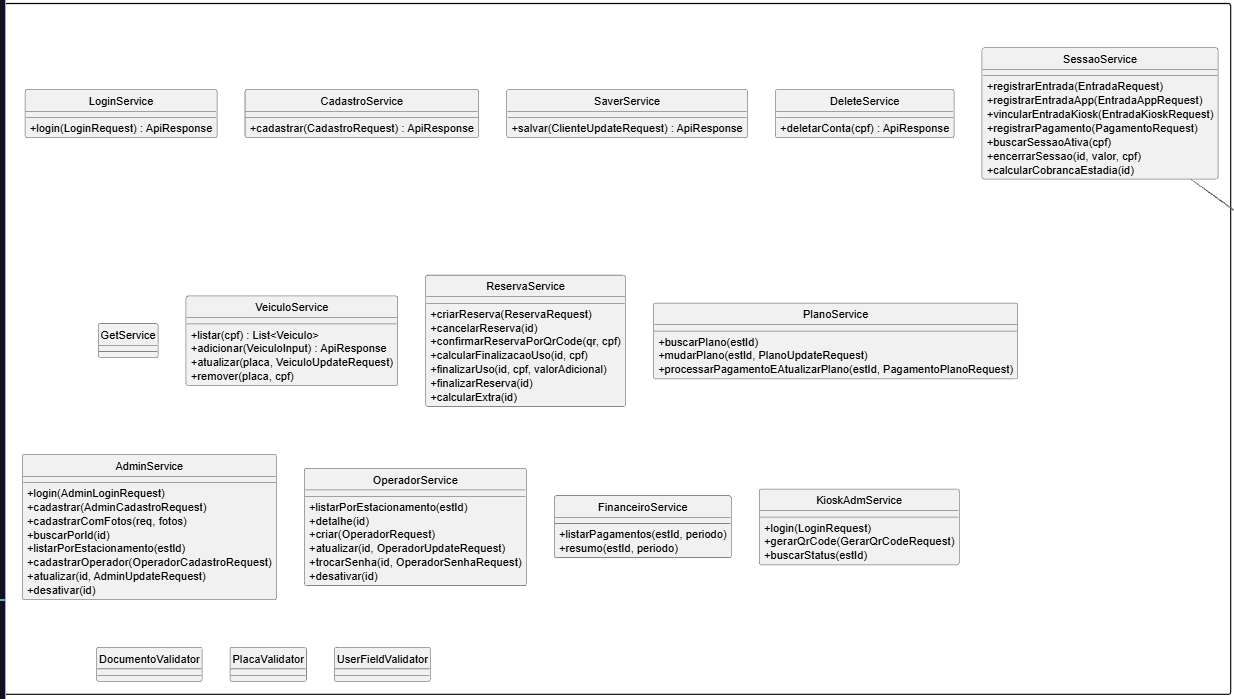 LoginService
+login(LoginRequest) : ApiResponse
CadastroService
+cadastrar(CadastroRequest) : ApiResponse
SaverService
+salvar(ClienteUpdateRequest) : ApiResponse
DeleteService
+deletarConta(cpf) : ApiResponse
SessaoService
+registrarEntrada(EntradaRequest)
+registrarEntradaApp(EntradaAppRequest)
+vincularEntradaKiosk(EntradaKioskRequest)
+registrarPagamento(PagamentoRequest)
+buscarSessaoAtiva(cpf)
+encerrarSessao(id, valor, cpf)
+calcularCobrancaEstadia(id)
GetService
VeiculoService
+listar(cpf) : List<Veiculo>
+adicionar(VeiculoInput) : ApiResponse
+atualizar(placa, VeiculoUpdateRequest)
+remover(placa, cpf)
ReservaService
+criarReserva(ReservaRequest)
+cancelarReserva(id)
+confirmarReservaPorQrCode(qr, cpf)
+calcularFinalizacaoUso(id, cpf)
+finalizarUso(id, cpf, valorAdicional)
+finalizarReserva(id)
+calcularExtra(id)
PlanoService
+buscarPlano(estId)
+mudarPlano(estId, PlanoUpdateRequest)
+processarPagamentoEAtualizarPlano(estId, PagamentoPlanoRequest)
AdminService
+login(AdminLoginRequest)
+cadastrar(AdminCadastroRequest)
+cadastrarComFotos(req, fotos)
+buscarPorId(id)
+listarPorEstacionamento(estId)
+cadastrarOperador(OperadorCadastroRequest)
+atualizar(id, AdminUpdateRequest)
+desativar(id)
OperadorService
+listarPorEstacionamento(estId)
+detalhe(id)
+criar(OperadorRequest)
+atualizar(id, OperadorUpdateRequest)
+trocarSenha(id, OperadorSenhaRequest)
+desativar(id)
FinanceiroService
+listarPagamentos(estId, periodo)
+resumo(estId, periodo)
KioskAdmService
+login(LoginRequest)
+gerarQrCode(GerarQrCodeRequest)
+buscarStatus(estId)
DocumentoValidator
PlacaValidator
UserFieldValidator